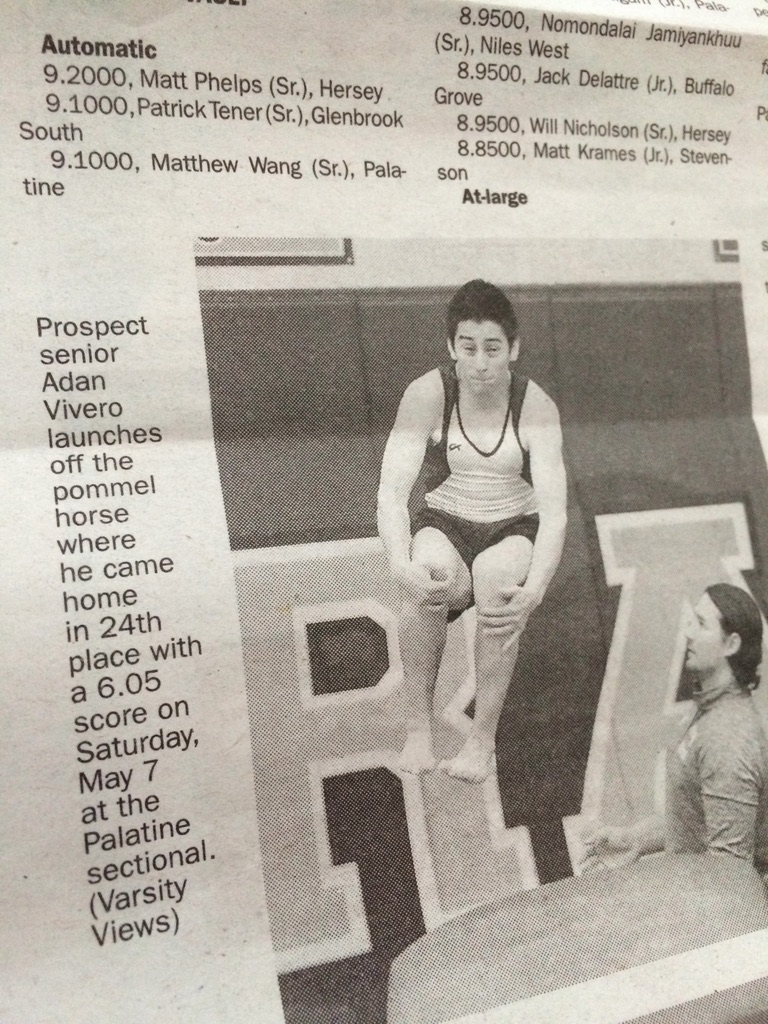 Automatic
9.2000, Matt Phelps (Sr.), Hersey
9.1000, Patrick Tener (Sr.), Glenbrook
South
9.1000, Matthew Wang (Sr.), Pala-
tine
8.9500, Nomondalai Jamiyankhuu
(Sr.), Niles West
8.9500, Jack Delattre (Jr.), Buffalo
Grove
8.9500, Will Nicholson (Sr.), Hersey
8.8500, Matt Krames (Jr.), Steven-
son
At-large
Prospect
senior
Adan
Vivero
launches
off the
pommel
horse
where
he came
home
in 24th
place with
a 6.05
score on
Saturday,
May 7
at the
Palatine
sectional.
(Varsity
Views)